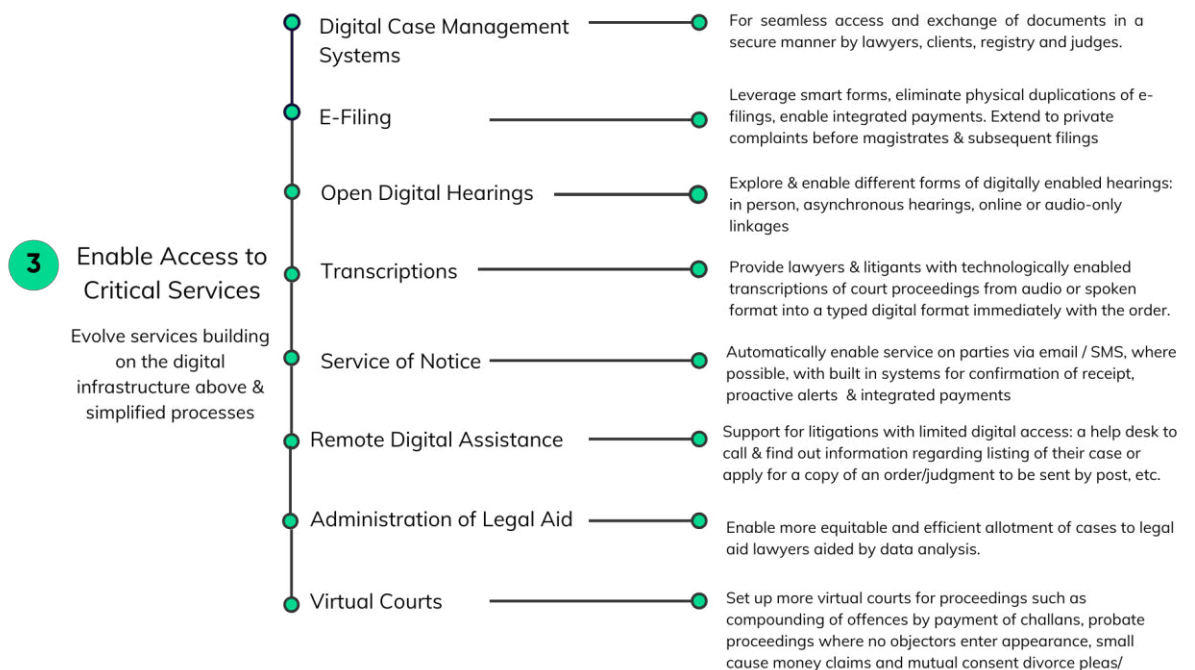 3
Enable Access to
Critical Services
Evolve services building
on the digital
infrastructure above &
simplified processes
Digital Case Management
Systems
For seamless access and exchange of documents in a
secure manner by lawyers, clients, registry and judges.
E-Filing
Leverage smart forms, eliminate physical duplications of e-
filings, enable integrated payments. Extend to private
complaints before magistrates & subsequent filings
Open Digital Hearings
Explore & enable different forms of digitally enabled hearings:
in person, asynchronous hearings, online or audio-only
linkages
Transcriptions
Provide lawyers & litigants with technologically enabled
transcriptions of court proceedings from audio or spoken
format into a typed digital format immediately with the order.
Service of Notice
Automatically enable service on parties via email / SMS, where
possible, with built in systems for confirmation of receipt,
proactive alerts & integrated payments
Remote Digital Assistance
Support for litigations with limited digital access: a help desk to
call & find out information regarding listing of their case or
apply for a copy of an order/judgment to be sent by post, etc.
Administration of Legal Aid
Enable more equitable and efficient allotment of cases to legal
aid lawyers aided by data analysis.
Virtual Courts
Set up more virtual courts for proceedings such as
compounding of offences by payment of challans, probate
proceedings where no objectors enter appearance, small
cause money claims and mutual consent divorce pleas/